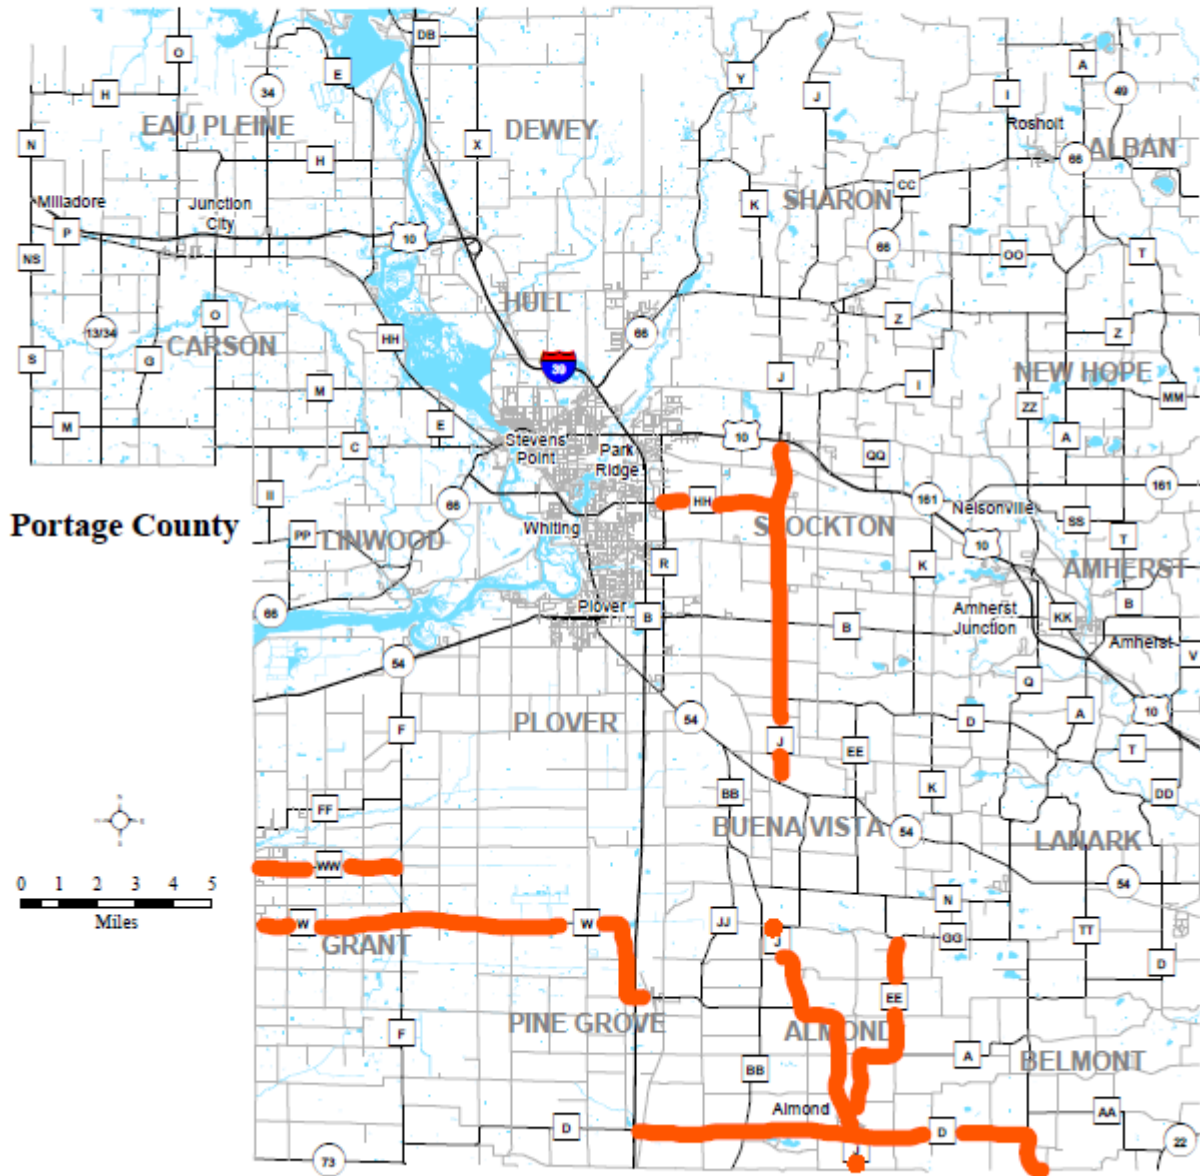 DB
O
E
Y
A
34
H
J
I
49
EAU PLEINE
DEWEY
Rosholt
N
X
H
66
ALBAN
CC
Milladore
Junction
City
K
SHARON
P
10
66
OO
T
NS
HULL
O
Z
13/34
66
Z
CARSON
HH
S
G
39
J
I
NEW HOPE
M
MM
ZZ
M
E
Stevens
Point
Park
Ridge
10
A
C
QQ
161
161
II
66
HH
Nelsonville
Portage County
Whiting
STOCKTON
SS
PP
LINWOOD
10
T
R
K
AMHERST
66
Plover
B
B
Amherst
Junction
KK
B
Amherst
V
54
Q
PLOVER
54
D
A
10
F
J
EE
T
BB
K
DD
FF
BUENA VISTA
54
LANARK
WW
54
0 1 2 3 4 5
Miles
N
W
W
JJ
J
GG
TT
GRANT
D
EE
PINE GROVE
ALMOND
F
A
BELMONT
BB
Almond
AA
D
D
22
73